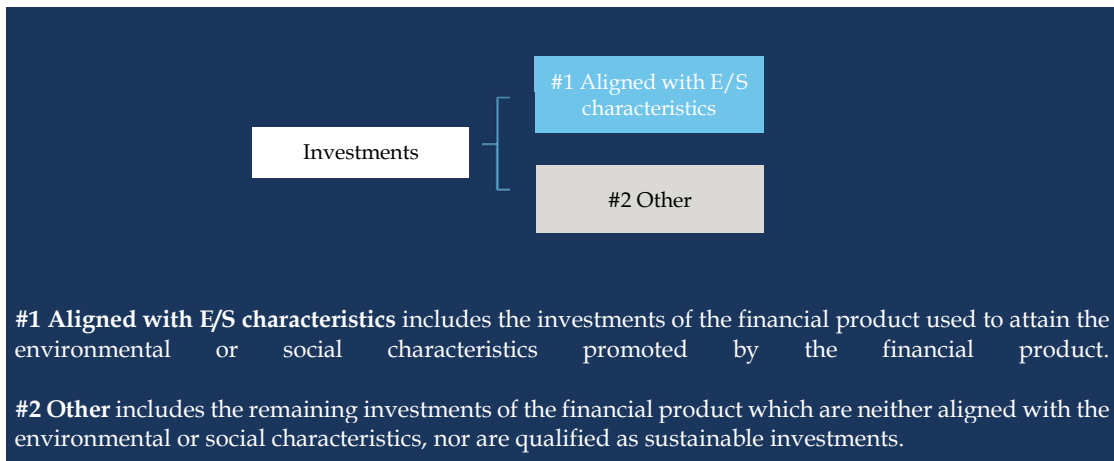 #1 Aligned with E/S
characteristics
Investments
#2 Other
#1 Aligned with E/S characteristics includes the investments of the financial product used to attain the
environmental or social characteristics promoted by the financial product.
#2 Other includes the remaining investments of the financial product which are neither aligned with the
environmental or social characteristics, nor are qualified as sustainable investments.